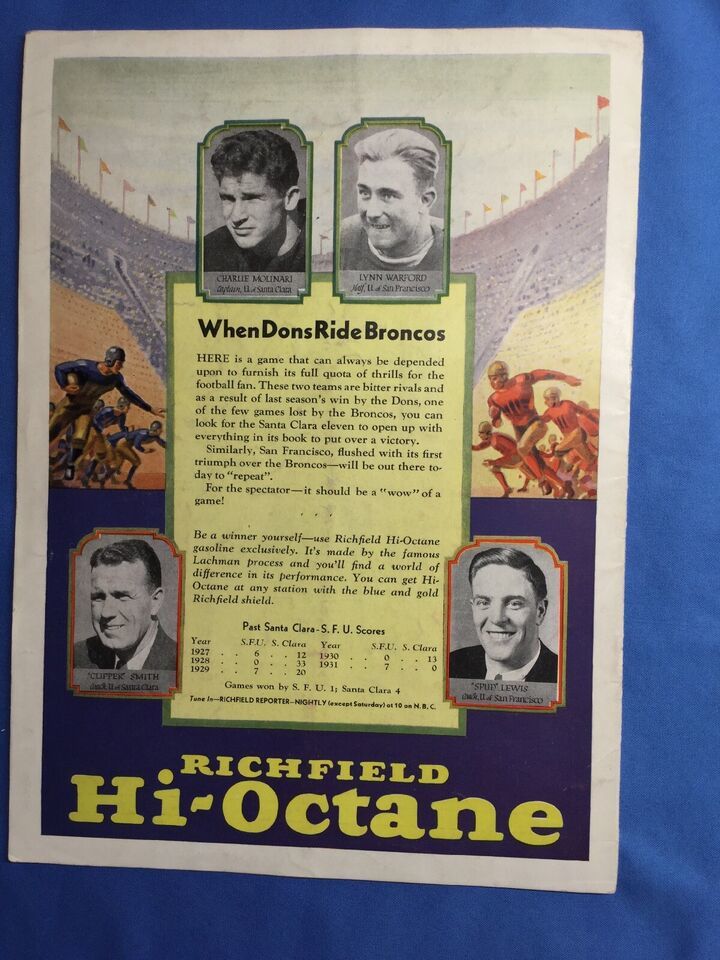 CHARLIE MOLINARI
Captain, U. of Santa Clara
LYNN WARFORD
Half, U. of San Francisco
When Dons Ride Broncos
HERE is a game that can always be depended
upon to furnish its full quota of thrills for the
football fan. These two teams are bitter rivals and
as a result of last season's win by the Dons, one
of the few games lost by the Broncos, you can
look for the Santa Clara eleven to open up with
everything in its book to put over a victory.
Similarly, San Francisco, flushed with its first
triumph over the Broncos—will be out there to-
day to "repeat".
For the spectator—it should be a "wow" of a
game!
. . .
Be a winner yourself—use Richfield Hi-Octane
gasoline exclusively. It's made by the famous
Lachman process and you'll find a world of
difference in its performance. You can get Hi-
Octane at any station with the blue and gold
Richfield shield.
"CLIPPER" SMITH
Coach, U. of Santa Clara
"SPUD" LEWIS
Coach, U. of San Francisco
Past Santa Clara-S. F. U. Scores
Year S.F.U. S. Clara Year S.F.U. S. Clara
1927 . . 6 . . 12 1930 . . 0 . . 13
1928 . . 0 . . 33 1931 . . 7 . . 0
1929 . . 7 . . 20
Games won by S. F. U. 1; Santa Clara 4
Tune In—RICHFIELD REPORTER—NIGHTLY (except Saturday) at 10 on N.B.C.
RICHFIELD
Hi-Octane